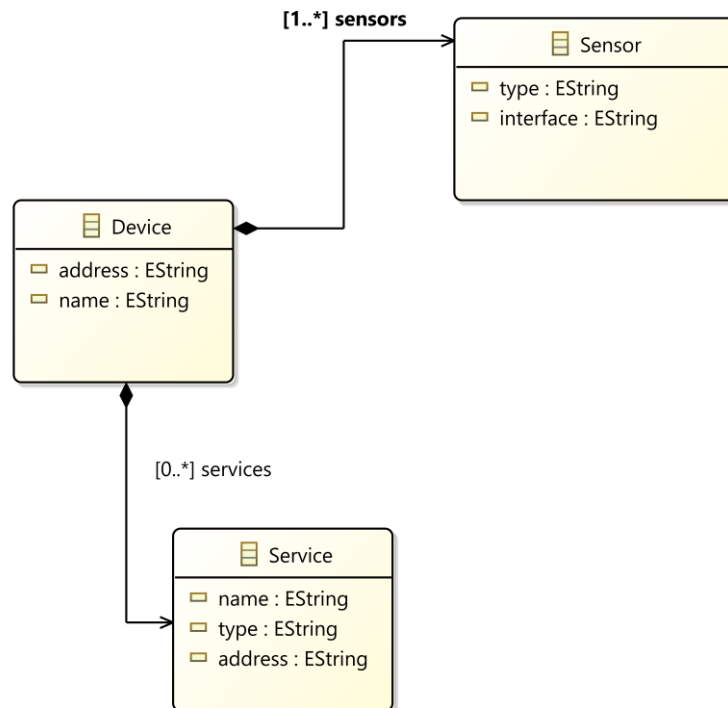 [1..*] sensors
Sensor
type : EString
interface : EString
Device
address : EString
name : EString
[0..*] services
Service
name : EString
type : EString
address : EString